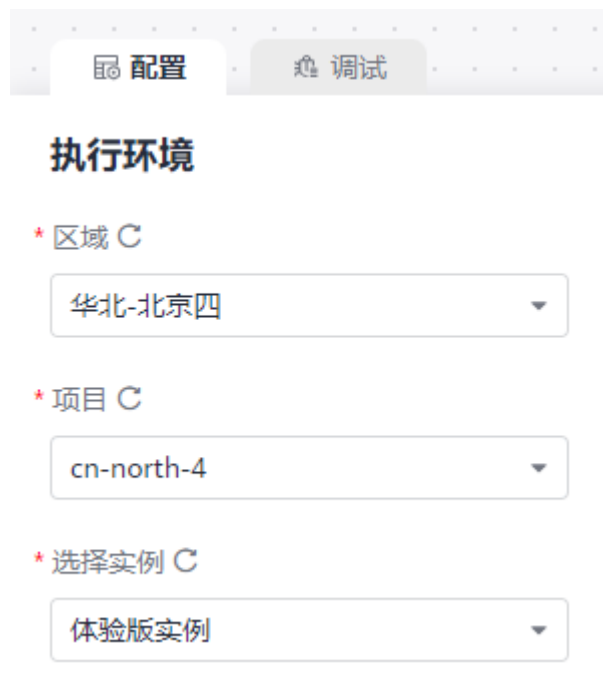 配置 调试
执行环境
* 区域
华北-北京四
* 项目
cn-north-4
* 选择实例
体验版实例